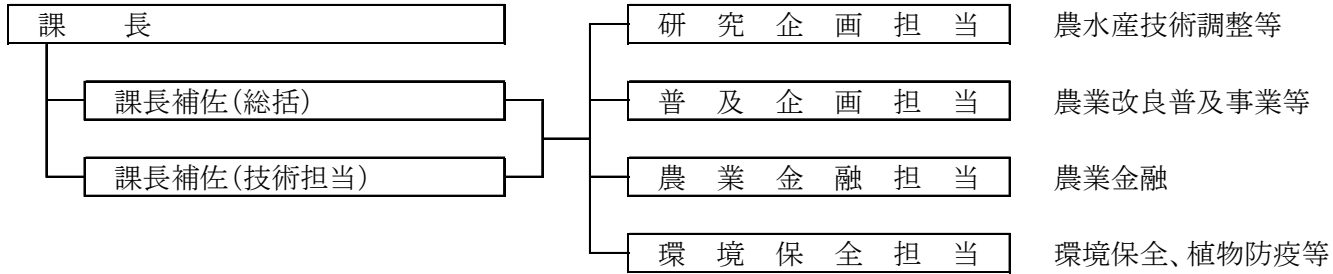 課長 研究企画担当 農水産技術調整等
課長補佐(総括) 普及企画担当 農業改良普及事業等
課長補佐(技術担当) 農業金融担当 農業金融
環境保全担当 環境保全、植物防疫等